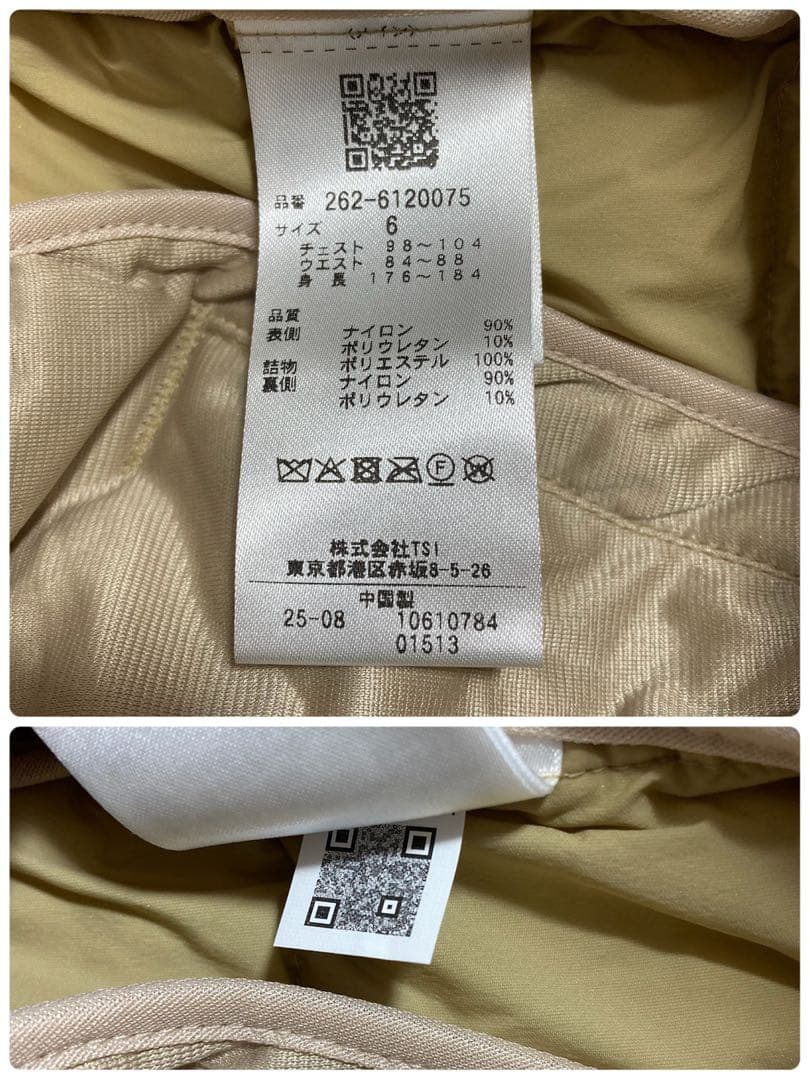 (メイン)
品番 262-6120075
サイズ 6
チェスト 98~104
ウエスト 84~88
身長 176~184
品質
表側 ナイロン 90%
ポリウレタン 10%
詰物 ポリエステル 100%
裏側 ナイロン 90%
ポリウレタン 10%
F
W
株式会社TSI
東京都港区赤坂8-5-26
中国製
25-08 10610784
01513